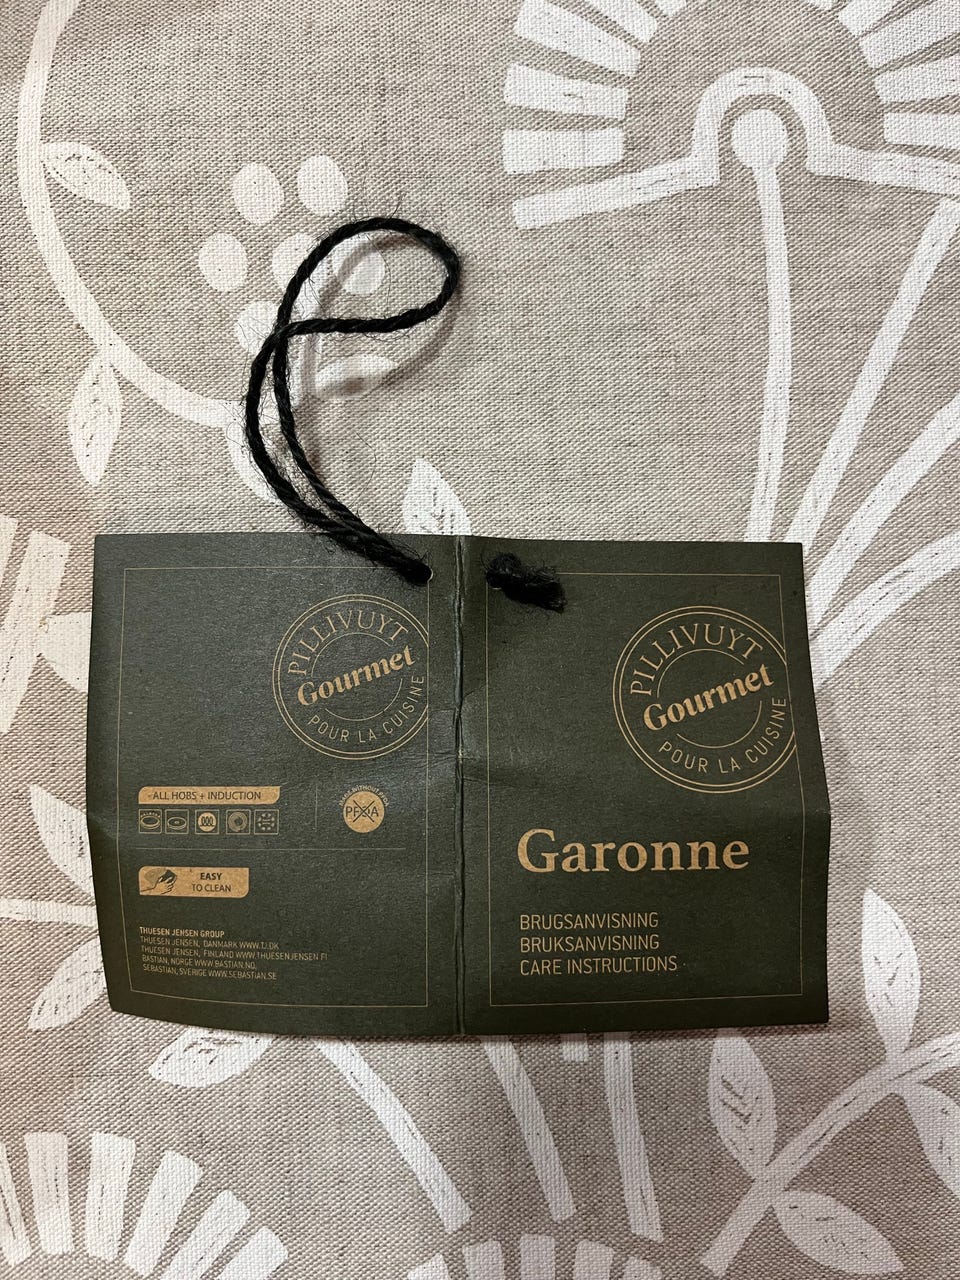 PILLIVUYT
Gourmet
POUR LA CUISINE
ALL HOBS + INDUCTION
MADE WITHOUT
EASY
TO CLEAN
THUESEN JENSEN GROUP
THUESEN JENSEN, DANMARK WWW.TJ.DK
THUESEN JENSEN, FINLAND WWW.THUESENJENSEN.FI
BASTIAN, NORGE WWW.BASTIAN.NO,
SEBASTIAN, SVERIGE WWW.SEBASTIAN.SE
PILLIVUYT
Gourmet
POUR LA CUISINE
Garonne
BRUGSANVISNING
BRUKSANVISNING
CARE INSTRUCTIONS